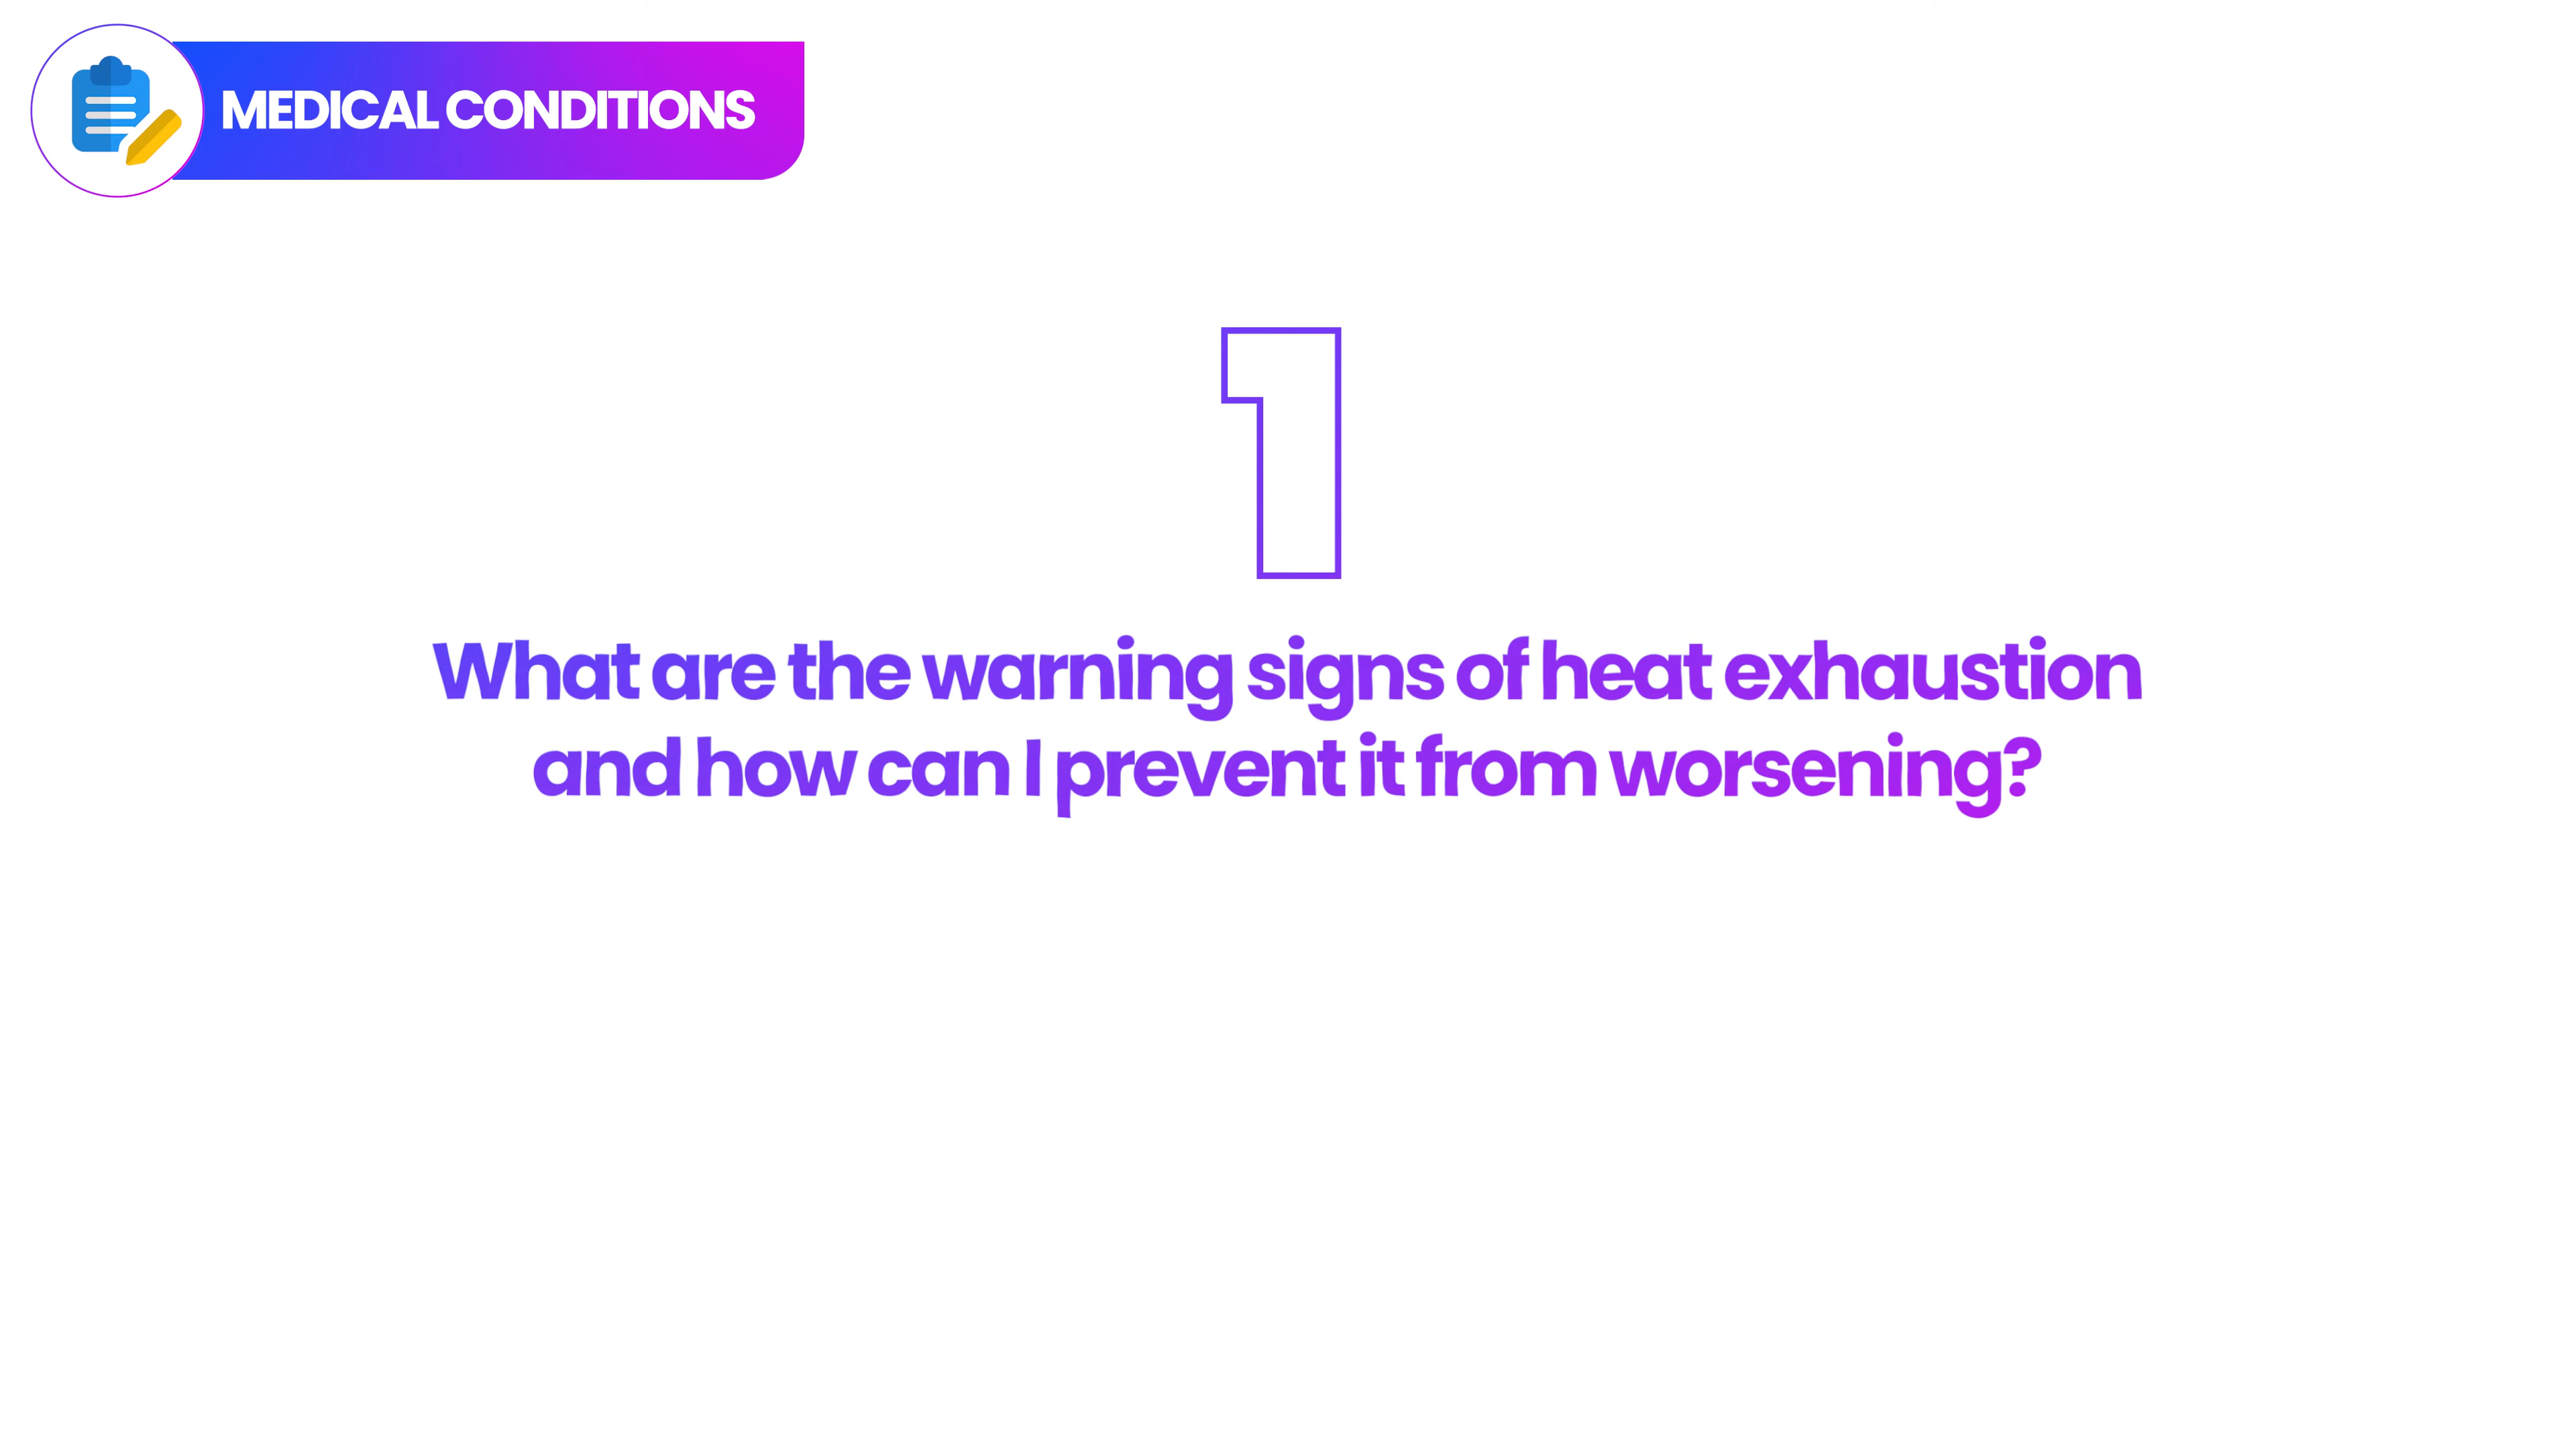 MEDICAL CONDITIONS
1
What are the warning signs of heat exhaustion
and how can I prevent it from worsening?